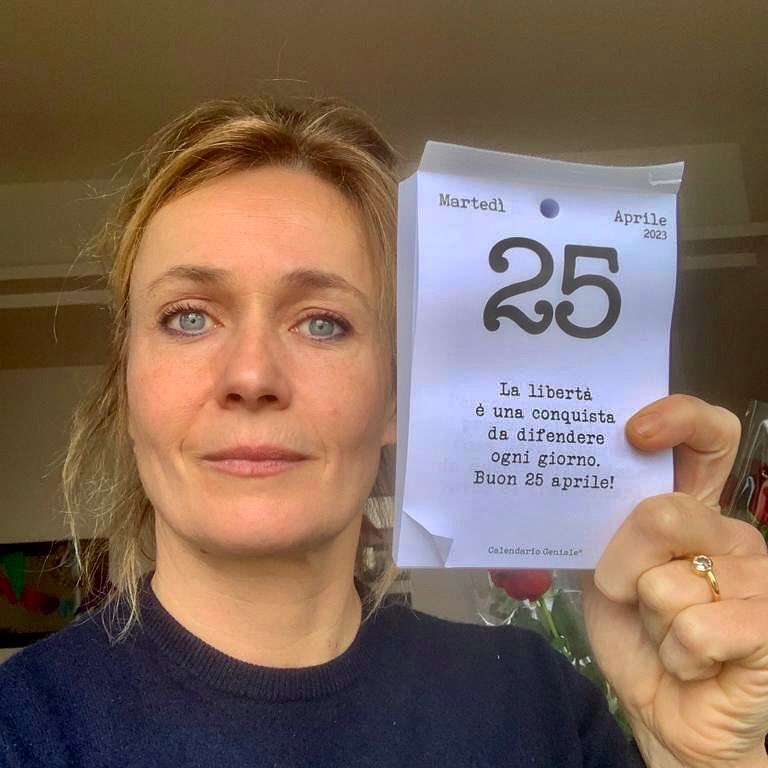 Martedì
Aprile
2023
25
La libertà
è una conquista
da difendere
ogni giorno.
Buon 25 aprile!
Calendario Geniale®